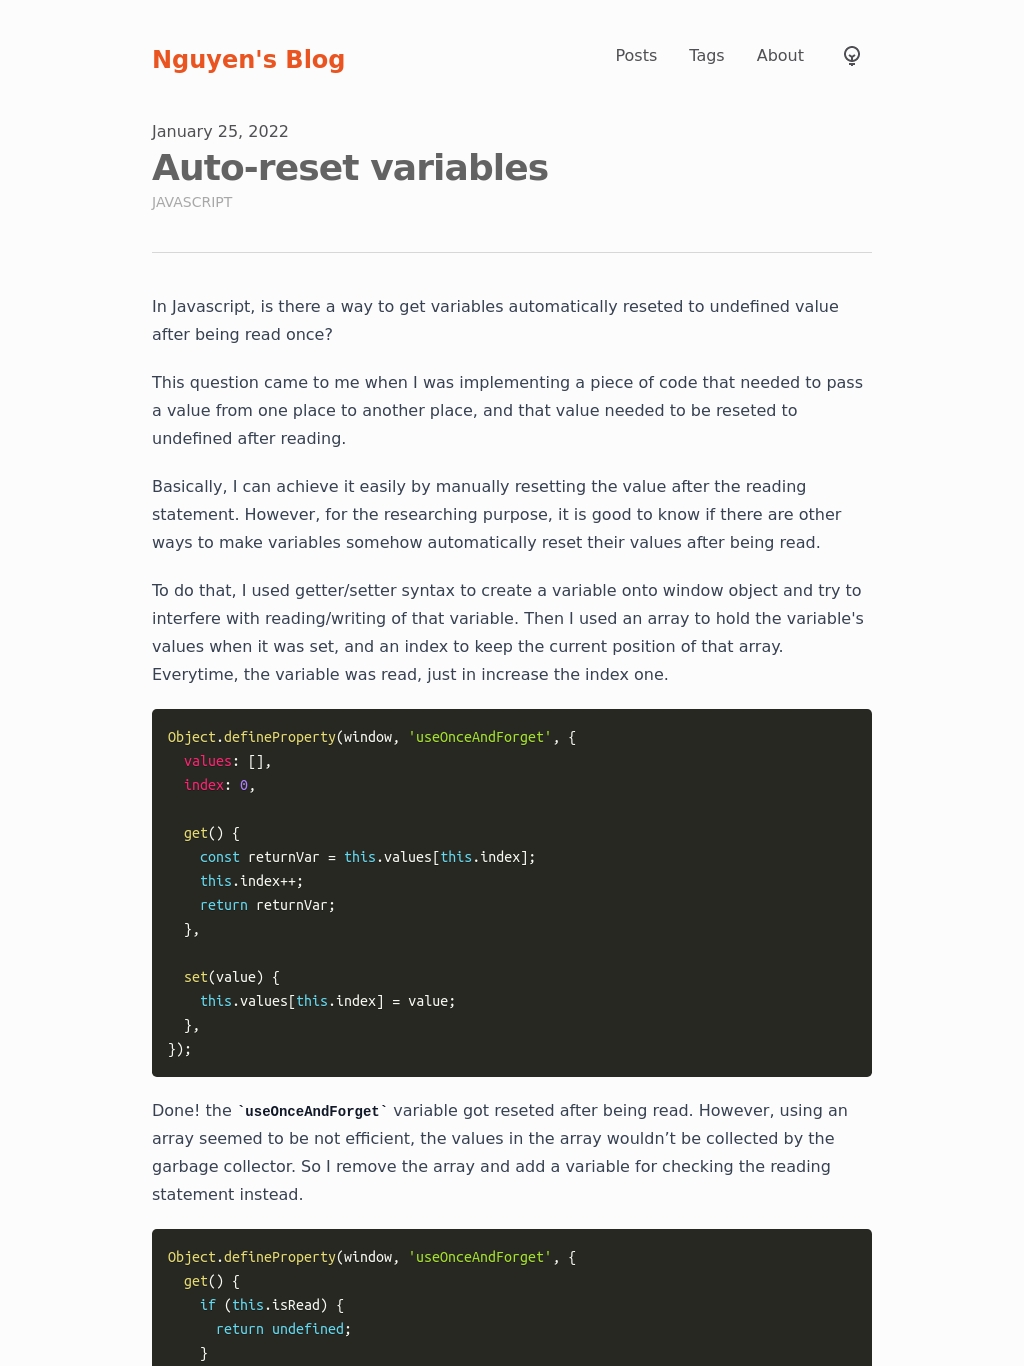 Nguyen's Blog
Posts
Tags
About
January 25, 2022
Auto-reset variables
JAVASCRIPT
In Javascript, is there a way to get variables automatically reseted to undefined value
after being read once?
This question came to me when I was implementing a piece of code that needed to pass
a value from one place to another place, and that value needed to be reseted to
undefined after reading.
Basically, I can achieve it easily by manually resetting the value after the reading
statement. However, for the researching purpose, it is good to know if there are other
ways to make variables somehow automatically reset their values after being read.
To do that, I used getter/setter syntax to create a variable onto window object and try to
interfere with reading/writing of that variable. Then I used an array to hold the variable's
values when it was set, and an index to keep the current position of that array.
Everytime, the variable was read, just in increase the index one.
Object.defineProperty(window, 'useOnceAndForget', {
  values: [],
  index: 0,
  get() {
    const returnVar = this.values[this.index];
    this.index++;
    return returnVar;
  },
  set(value) {
    this.values[this.index] = value;
  },
});
Done! the `useOnceAndForget` variable got reseted after being read. However, using an
array seemed to be not efficient, the values in the array wouldn’t be collected by the
garbage collector. So I remove the array and add a variable for checking the reading
statement instead.
Object.defineProperty(window, 'useOnceAndForget', {
  get() {
    if (this.isRead) {
      return undefined;
    }